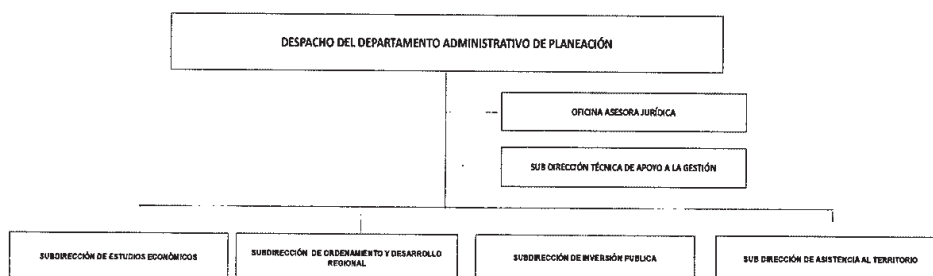 DESPACHO DEL DEPARTAMENTO ADMINISTRATIVO DE PLANEACIÓN
OFICINA ASESORA JURÍDICA
SUB DIRECCIÓN TÉCNICA DE APOYO A LA GESTIÓN
SUBDIRECCIÓN DE ESTUDIOS ECONÓMICOS
SUBDIRECCIÓN DE ORDENAMIENTO Y DESARROLLO
REGIONAL
SUBDIRECCIÓN DE INVERSIÓN PUBLICA
SUB DIRECCIÓN DE ASISTENCIA AL TERRITORIO